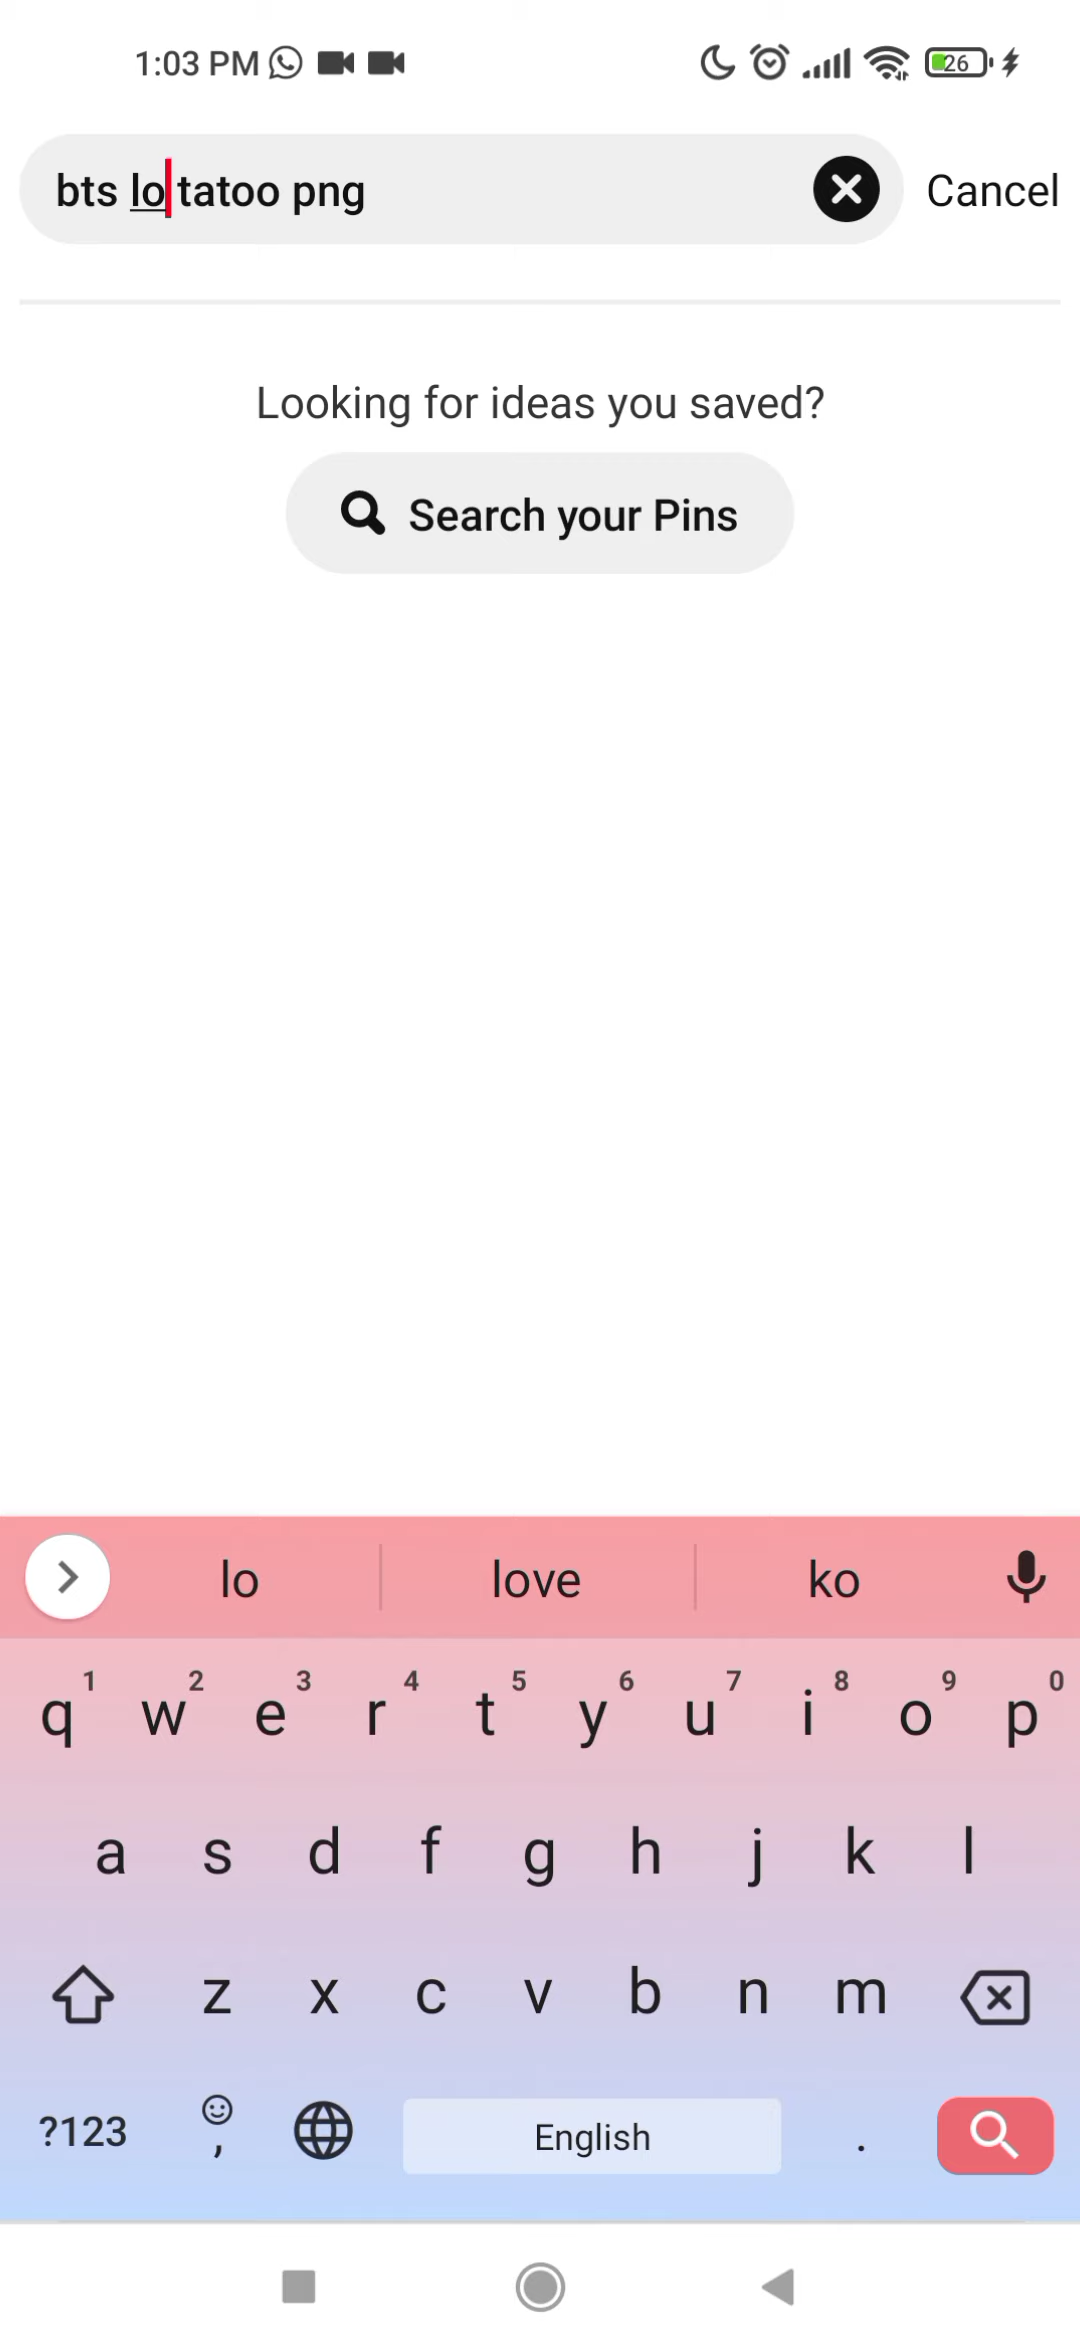 1:03 PM 26
bts lo tatoo png Cancel
Looking for ideas you saved?
Search your Pins
lo love ko
1 2 3 4 5 6 7 8 9 0
q w e r t y u i o p
a s d f g h j k l
z x c v b n m
?123 , English .